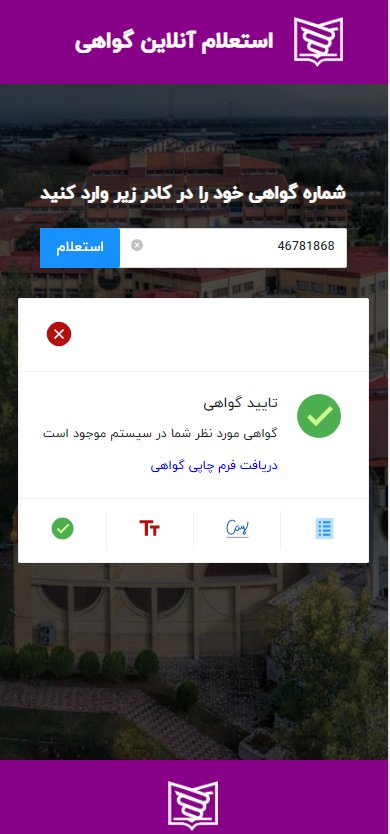 استعلام آنلاین گواهی
شماره گواهی خود را در کادر زیر وارد کنید
46781868
استعلام
تایید گواهی
گواهی مورد نظر شما در سیستم موجود است
دریافت فرم چاپی گواهی